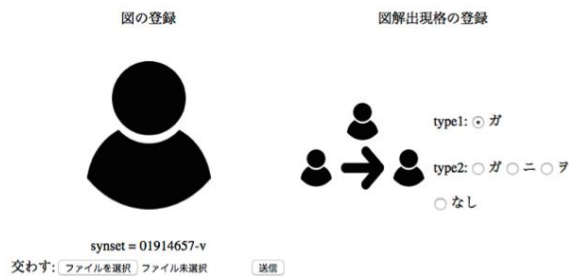 図の登録
synset = 01914657-v
交わす: ファイルを選択 ファイル未選択 送信
図解出現格の登録
type1: ガ
type2: ガ ニ ヲ
なし